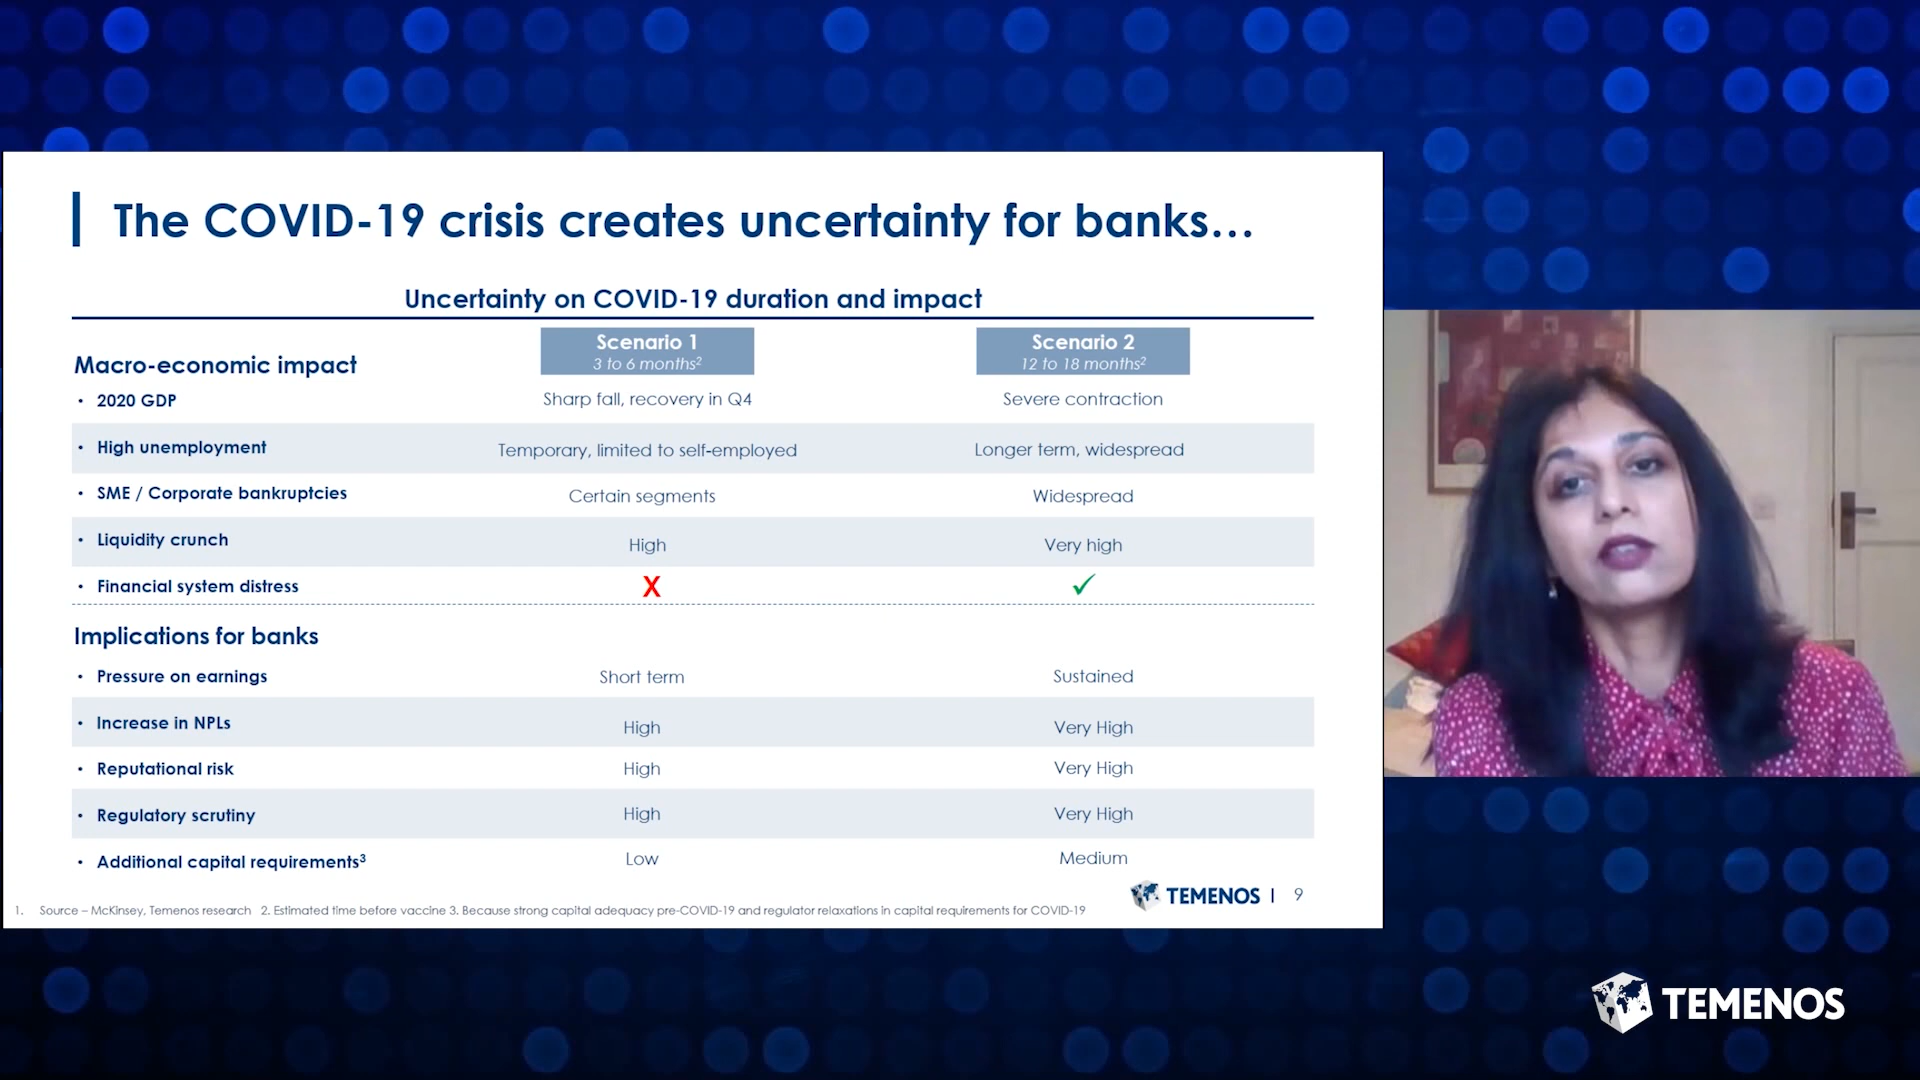 The COVID-19 crisis creates uncertainty for banks...
Uncertainty on COVID-19 duration and impact
Scenario 1
3 to 6 months²
Scenario 2
12 to 18 months²
Macro-economic impact
• 2020 GDP Sharp fall, recovery in Q4 Severe contraction
• High unemployment Temporary, limited to self-employed Longer term, widespread
• SME / Corporate bankruptcies Certain segments Widespread
• Liquidity crunch High Very high
• Financial system distress X ✓
Implications for banks
• Pressure on earnings Short term Sustained
• Increase in NPLs High Very High
• Reputational risk High Very High
• Regulatory scrutiny High Very High
• Additional capital requirements³ Low Medium
TEMENOS | 9
1. Source – McKinsey, Temenos research 2. Estimated time before vaccine 3. Because strong capital adequacy pre-COVID-19 and regulator relaxations in capital requirements for COVID-19
TEMENOS